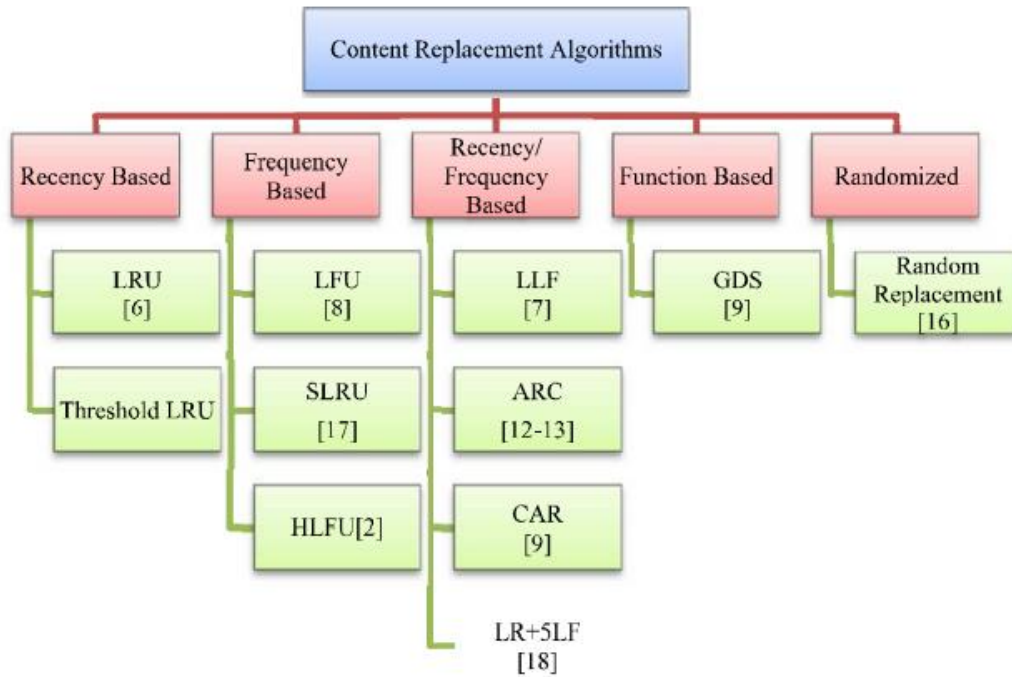 Content Replacement Algorithms
Recency Based
Frequency
Based
Recency/
Frequency
Based
Function Based
Randomized
LRU
[6]
Threshold LRU
LFU
[8]
SLRU
[17]
HLFU[2]
LLF
[7]
ARC
[12-13]
CAR
[9]
LR+5LF
[18]
GDS
[9]
Random
Replacement
[16]